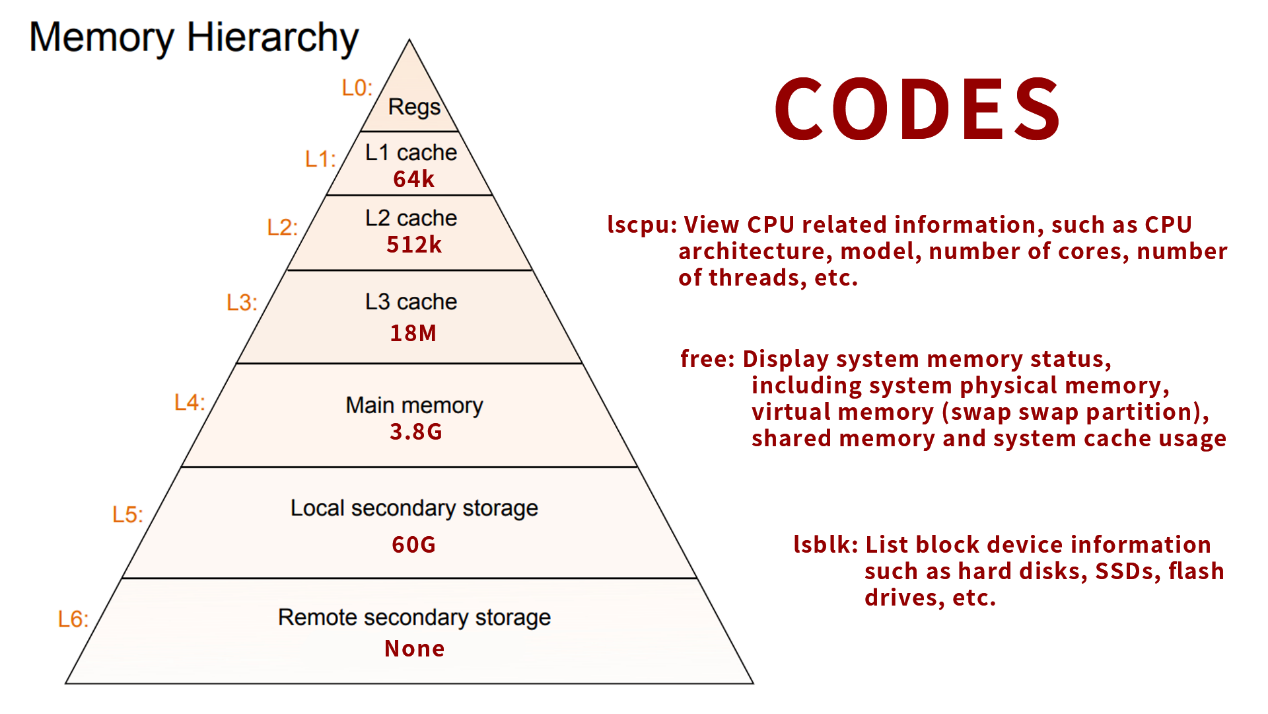 Memory Hierarchy
L0:
Regs
L1:
L1 cache
64k
L2:
L2 cache
512k
L3:
L3 cache
18M
L4:
Main memory
3.8G
L5:
Local secondary storage
60G
L6:
Remote secondary storage
None
CODES
lscpu: View CPU related information, such as CPU
architecture, model, number of cores, number
of threads, etc.
free: Display system memory status,
including system physical memory,
virtual memory (swap swap partition),
shared memory and system cache usage
lsblk: List block device information
such as hard disks, SSDs, flash
drives, etc.